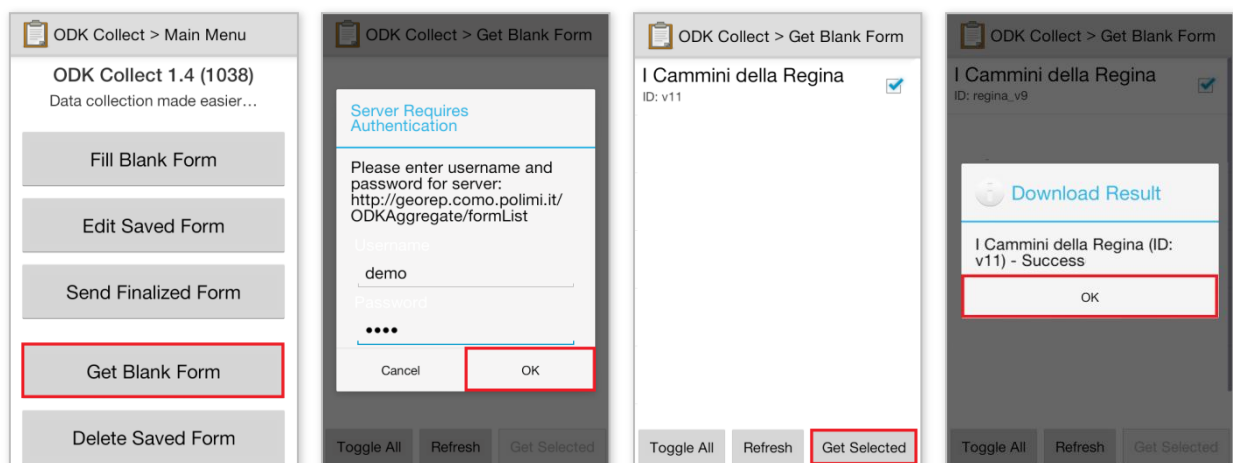 ODK Collect > Main Menu
ODK Collect 1.4 (1038)
Data collection made easier...
Fill Blank Form
Edit Saved Form
Send Finalized Form
Get Blank Form
Delete Saved Form
ODK Collect > Get Blank Form
Server Requires
Authentication
Please enter username and
password for server:
http://georep.como.polimi.it/
ODKAggregate/formList
Username
demo
Password
••••
Cancel
OK
Toggle All
Refresh
Get Selected
ODK Collect > Get Blank Form
I Cammini della Regina
ID: v11
Toggle All
Refresh
Get Selected
ODK Collect > Get Blank Form
I Cammini della Regina
ID: regina_v9
Download Result
I Cammini della Regina (ID:
v11) - Success
OK
Toggle All
Refresh
Get Selected